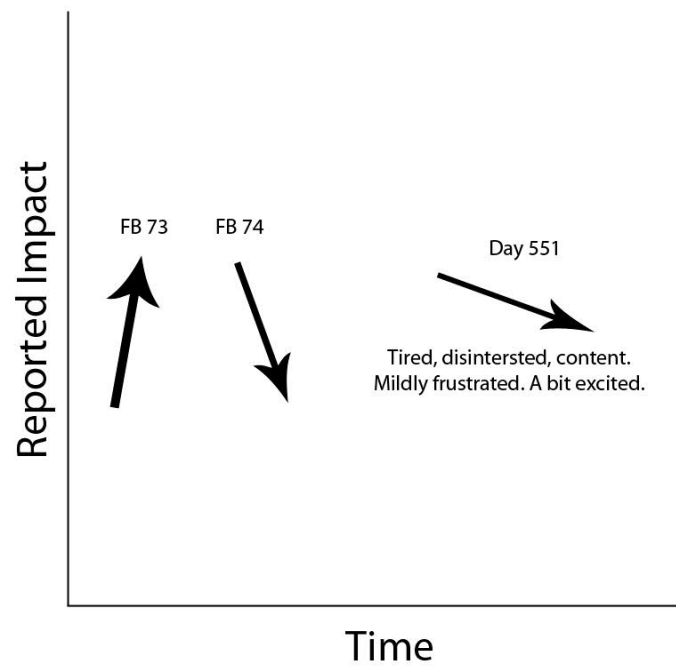 Reported Impact
FB 73
FB 74
Day 551
Tired, disintersted, content.
Mildly frustrated. A bit excited.
Time